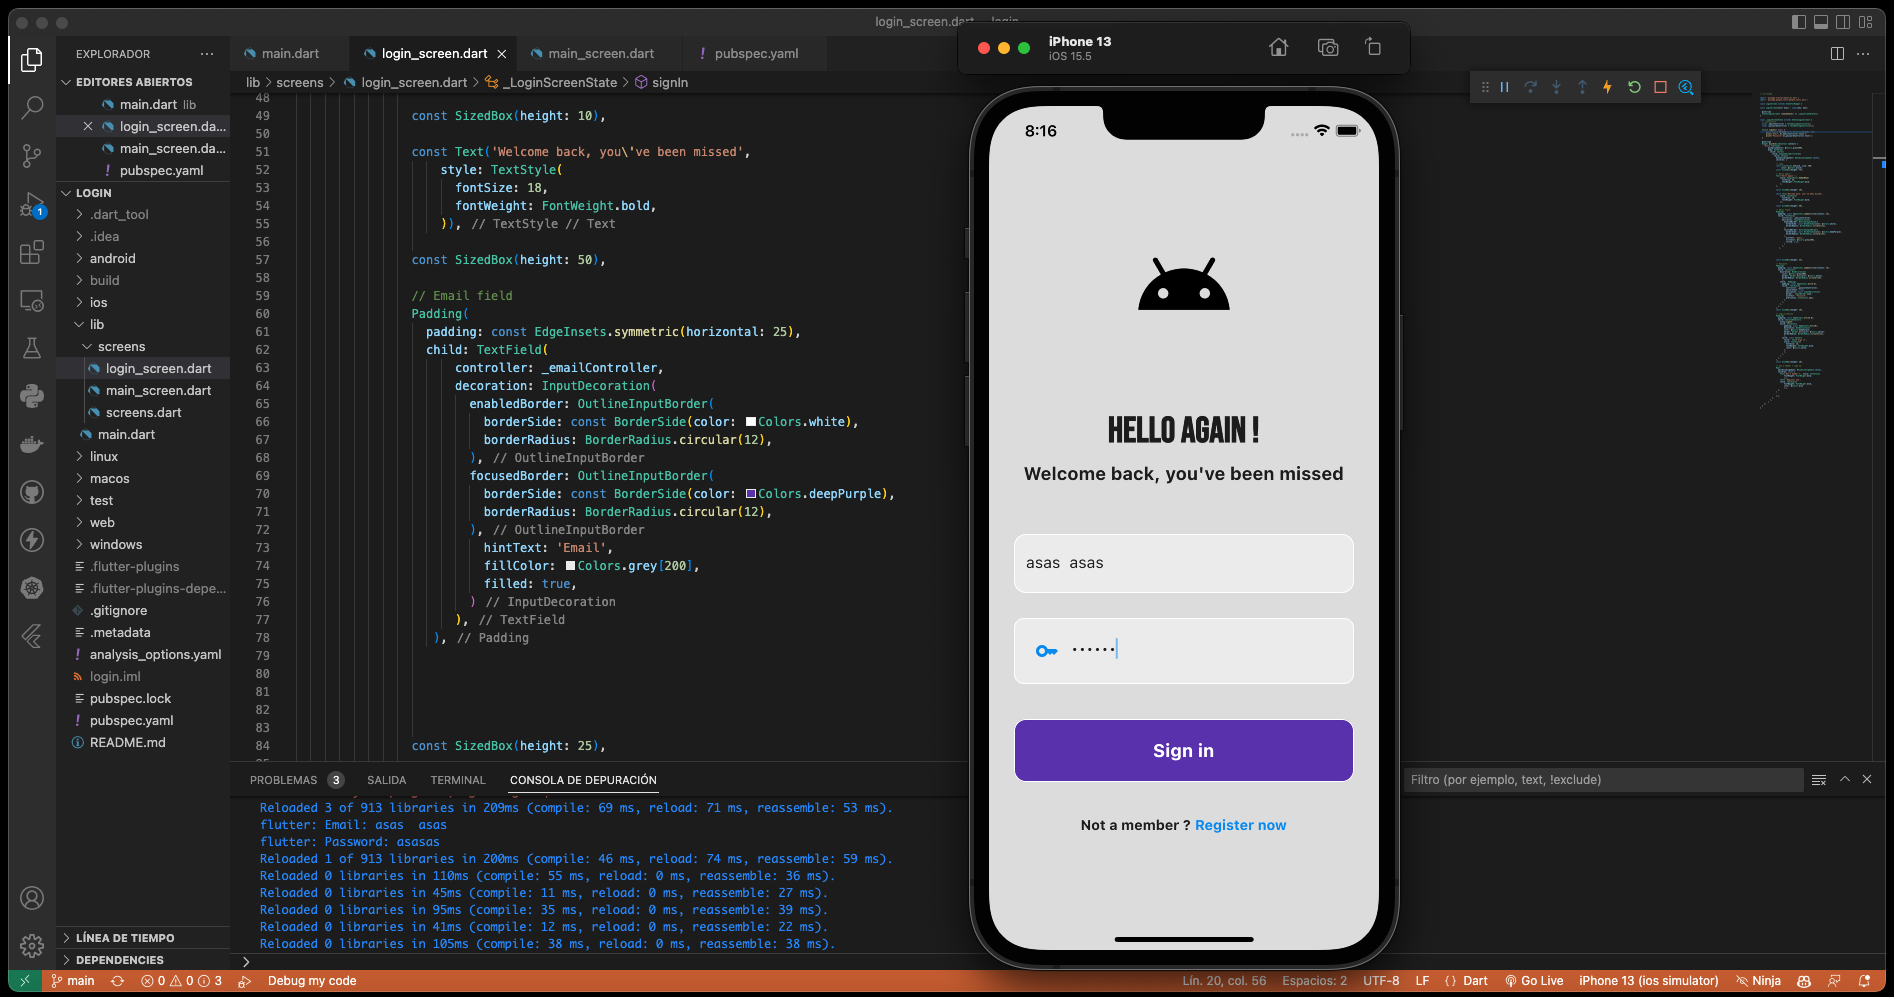 login_screen.dart — login
EXPLORADOR
EDITORES ABIERTOS
main.dart lib
login_screen.da...
main_screen.da...
pubspec.yaml
LOGIN
.dart_tool
.idea
android
build
ios
lib
screens
login_screen.dart
main_screen.dart
screens.dart
main.dart
linux
macos
test
web
windows
.flutter-plugins
.flutter-plugins-depe...
.gitignore
.metadata
analysis_options.yaml
login.iml
pubspec.lock
pubspec.yaml
README.md
LÍNEA DE TIEMPO
DEPENDENCIES
main.dart
login_screen.dart
main_screen.dart
pubspec.yaml
lib > screens > login_screen.dart > _LoginScreenState > signIn
48
49 const SizedBox(height: 10),
50
51 const Text('Welcome back, you\'ve been missed',
52 style: TextStyle(
53 fontSize: 18,
54 fontWeight: FontWeight.bold,
55 )), // TextStyle // Text
56
57 const SizedBox(height: 50),
58
59 // Email field
60 Padding(
61 padding: const EdgeInsets.symmetric(horizontal: 25),
62 child: TextField(
63 controller: _emailController,
64 decoration: InputDecoration(
65 enabledBorder: OutlineInputBorder(
66 borderSide: const BorderSide(color: Colors.white),
67 borderRadius: BorderRadius.circular(12),
68 ), // OutlineInputBorder
69 focusedBorder: OutlineInputBorder(
70 borderSide: const BorderSide(color: Colors.deepPurple),
71 borderRadius: BorderRadius.circular(12),
72 ), // OutlineInputBorder
73 hintText: 'Email',
74 fillColor: Colors.grey[200],
75 filled: true,
76 ) // InputDecoration
77 ), // TextField
78 ), // Padding
79
80
81
82
83
84 const SizedBox(height: 25),
PROBLEMAS 3 SALIDA TERMINAL CONSOLA DE DEPURACIÓN
Filtro (por ejemplo, text, !exclude)
Reloaded 3 of 913 libraries in 209ms (compile: 69 ms, reload: 71 ms, reassemble: 53 ms).
flutter: Email: asas  asas
flutter: Password: asasas
Reloaded 1 of 913 libraries in 200ms (compile: 46 ms, reload: 74 ms, reassemble: 59 ms).
Reloaded 0 libraries in 110ms (compile: 55 ms, reload: 0 ms, reassemble: 36 ms).
Reloaded 0 libraries in 45ms (compile: 11 ms, reload: 0 ms, reassemble: 27 ms).
Reloaded 0 libraries in 95ms (compile: 35 ms, reload: 0 ms, reassemble: 39 ms).
Reloaded 0 libraries in 41ms (compile: 12 ms, reload: 0 ms, reassemble: 22 ms).
Reloaded 0 libraries in 105ms (compile: 38 ms, reload: 0 ms, reassemble: 38 ms).
iPhone 13
iOS 15.5
8:16
HELLO AGAIN !
Welcome back, you've been missed
asas  asas
••••••
Sign in
Not a member ? Register now
1
main 0 0 3 Debug my code
Lín. 20, col. 56 Espacios: 2 UTF-8 LF { } Dart Go Live iPhone 13 (ios simulator) Ninja